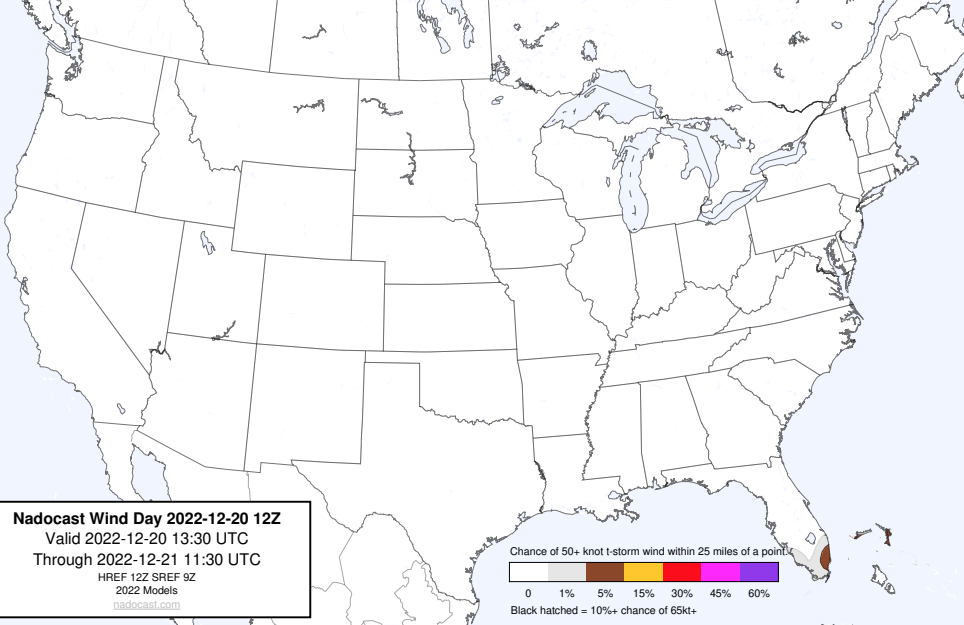 Nadocast Wind Day 2022-12-20 12Z
Valid 2022-12-20 13:30 UTC
Through 2022-12-21 11:30 UTC
HREF 12Z SREF 9Z
2022 Models
nadocast.com
Chance of 50+ knot t-storm wind within 25 miles of a point.
0 1% 5% 15% 30% 45% 60%
Black hatched = 10%+ chance of 65kt+